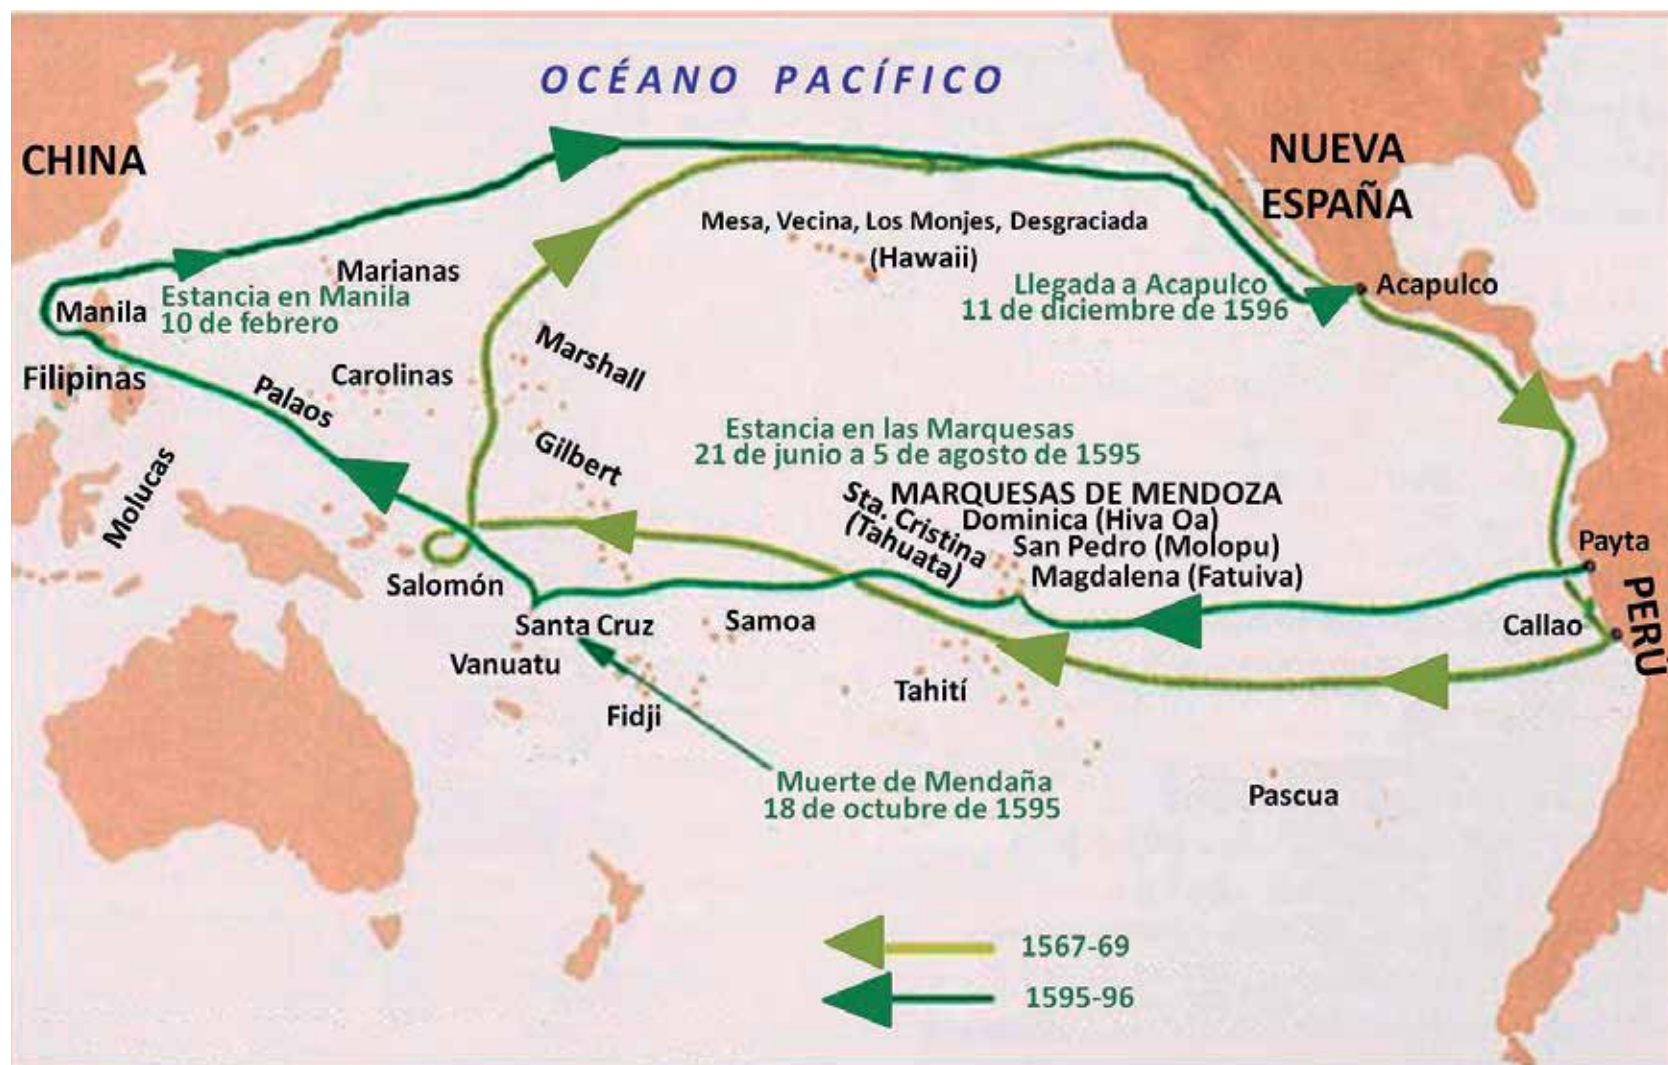 OCÉANO PACÍFICO
CHINA
NUEVA
ESPAÑA
Mesa, Vecina, Los Monjes, Desgraciada
(Hawaii)
Marianas
Estancia en Manila
10 de febrero
Manila
Llegada a Acapulco
11 de diciembre de 1596
Acapulco
Filipinas
Palaos
Carolinas
Marshall
Gilbert
Molucas
Estancia en las Marquesas
21 de junio a 5 de agosto de 1595
MARQUESAS DE MENDOZA
Sta. Cristina
(Tahuata)
Dominica (Hiva Oa)
San Pedro (Molopu)
Magdalena (Fatuiva)
Payta
PERÚ
Callao
Salomón
Santa Cruz
Samoa
Vanuatu
Fidji
Tahití
Muerte de Mendaña
18 de octubre de 1595
Pascua
1567-69
1595-96